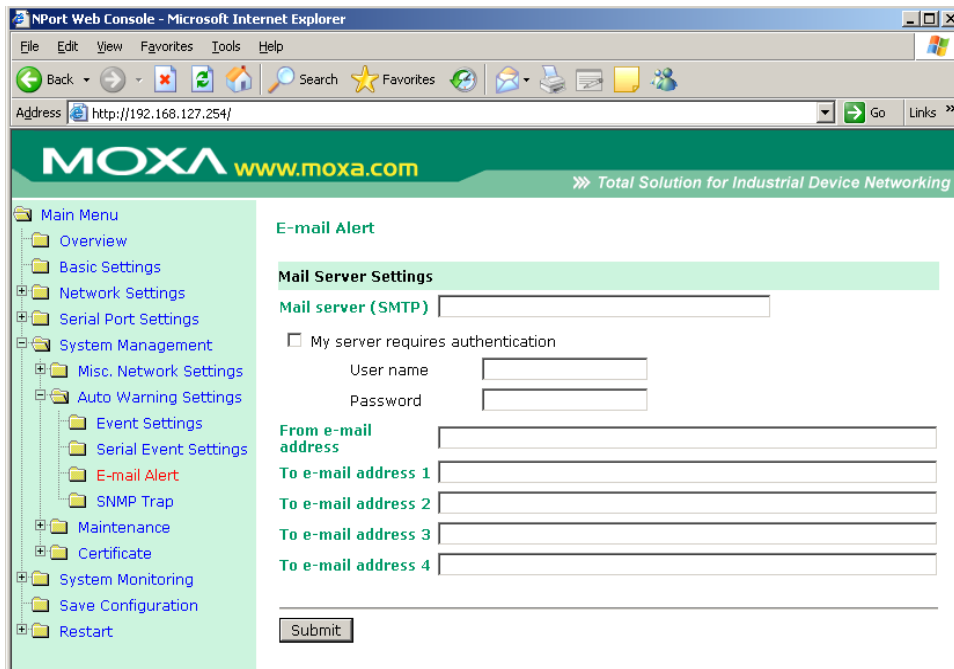 NPort Web Console - Microsoft Internet Explorer
File Edit View Favorites Tools Help
Back Search Favorites
Address http://192.168.127.254/ Go Links »
MOXA www.moxa.com
Total Solution for Industrial Device Networking
Main Menu
Overview
Basic Settings
Network Settings
Serial Port Settings
System Management
Misc. Network Settings
Auto Warning Settings
Event Settings
Serial Event Settings
E-mail Alert
SNMP Trap
Maintenance
Certificate
System Monitoring
Save Configuration
Restart
E-mail Alert
Mail Server Settings
Mail server (SMTP)
My server requires authentication
User name
Password
From e-mail
address
To e-mail address 1
To e-mail address 2
To e-mail address 3
To e-mail address 4
Submit